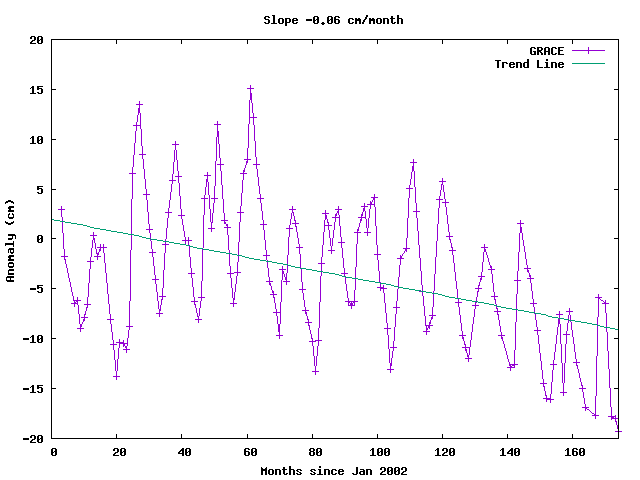 Slope -0.06 cm/month
GRACE
Trend Line
20
15
10
5
0
-5
-10
-15
-20
Anomaly (cm)
0 20 40 60 80 100 120 140 160
Months since Jan 2002